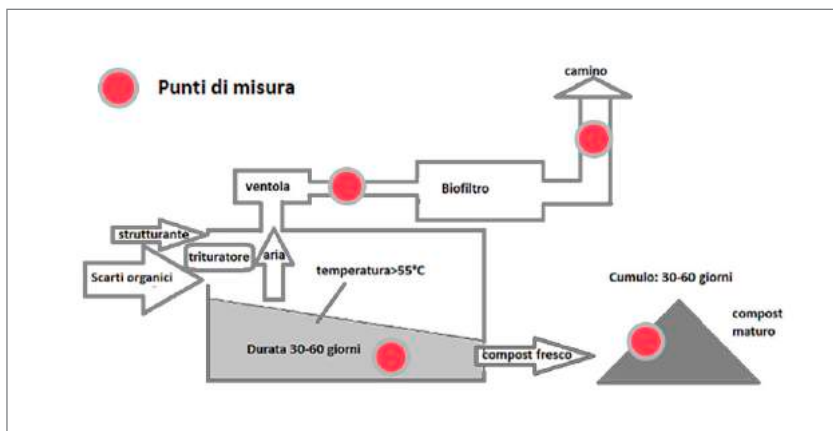 Punti di misura
camino
ventola
Biofiltro
strutturante
trituratore
aria
Scarti organici
temperatura>55°C
Cumulo: 30-60 giorni
compost
maturo
Durata 30-60 giorni
compost fresco